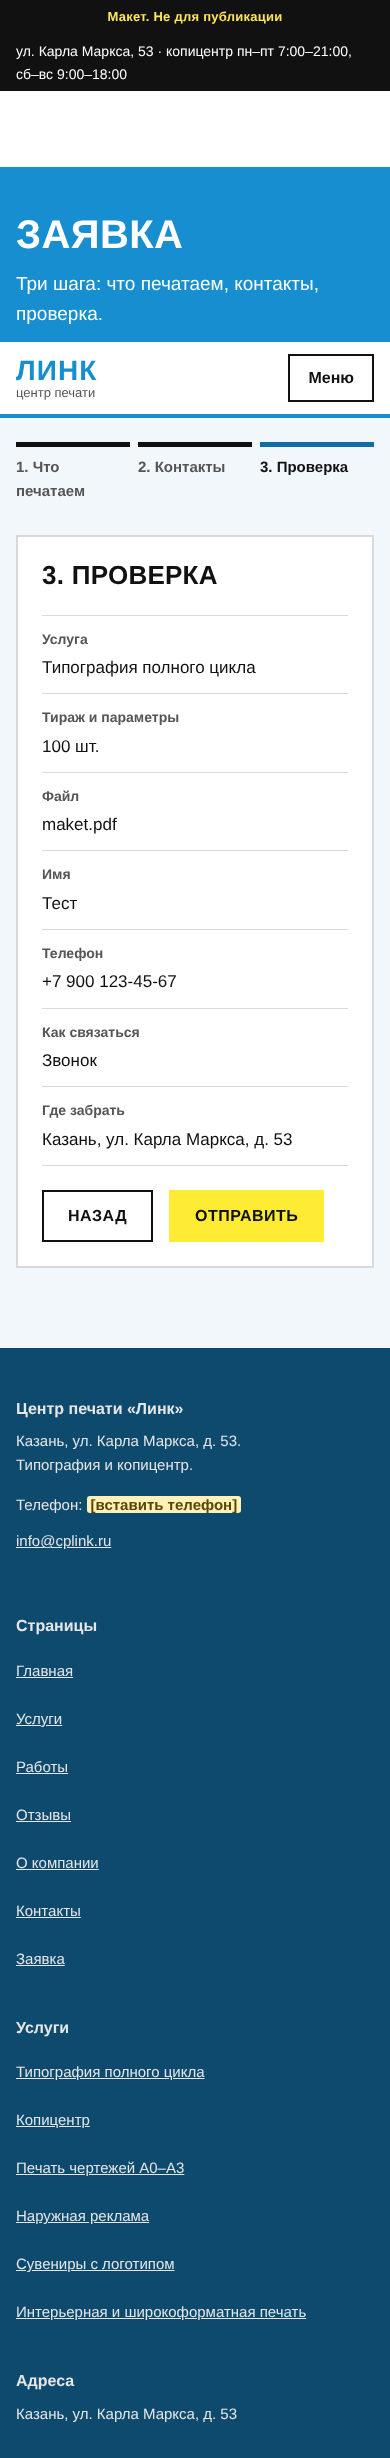 Макет. Не для публикации
ул. Карла Маркса, 53 · копицентр пн–пт 7:00–21:00,
сб–вс 9:00–18:00
ЗАЯВКА
Три шага: что печатаем, контакты,
проверка.
ЛИНК
центр печати
Меню
1. Что
печатаем
2. Контакты
3. Проверка
3. ПРОВЕРКА
Услуга
Типография полного цикла
Тираж и параметры
100 шт.
Файл
maket.pdf
Имя
Тест
Телефон
+7 900 123-45-67
Как связаться
Звонок
Где забрать
Казань, ул. Карла Маркса, д. 53
НАЗАД
ОТПРАВИТЬ
Центр печати «Линк»
Казань, ул. Карла Маркса, д. 53.
Типография и копицентр.
Телефон: [вставить телефон]
info@cplink.ru
Страницы
Главная
Услуги
Работы
Отзывы
О компании
Контакты
Заявка
Услуги
Типография полного цикла
Копицентр
Печать чертежей А0–А3
Наружная реклама
Сувениры с логотипом
Интерьерная и широкоформатная печать
Адреса
Казань, ул. Карла Маркса, д. 53